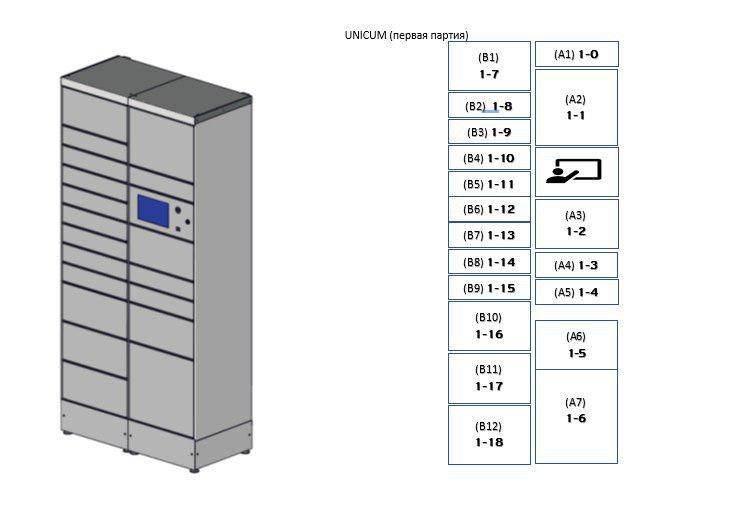 UNICUM (первая партия)
(B1)
1-7
(B2) 1-8
(B3) 1-9
(B4) 1-10
(B5) 1-11
(B6) 1-12
(B7) 1-13
(B8) 1-14
(B9) 1-15
(B10)
1-16
(B11)
1-17
(B12)
1-18
(A1) 1-0
(A2)
1-1
(A3)
1-2
(A4) 1-3
(A5) 1-4
(A6)
1-5
(A7)
1-6